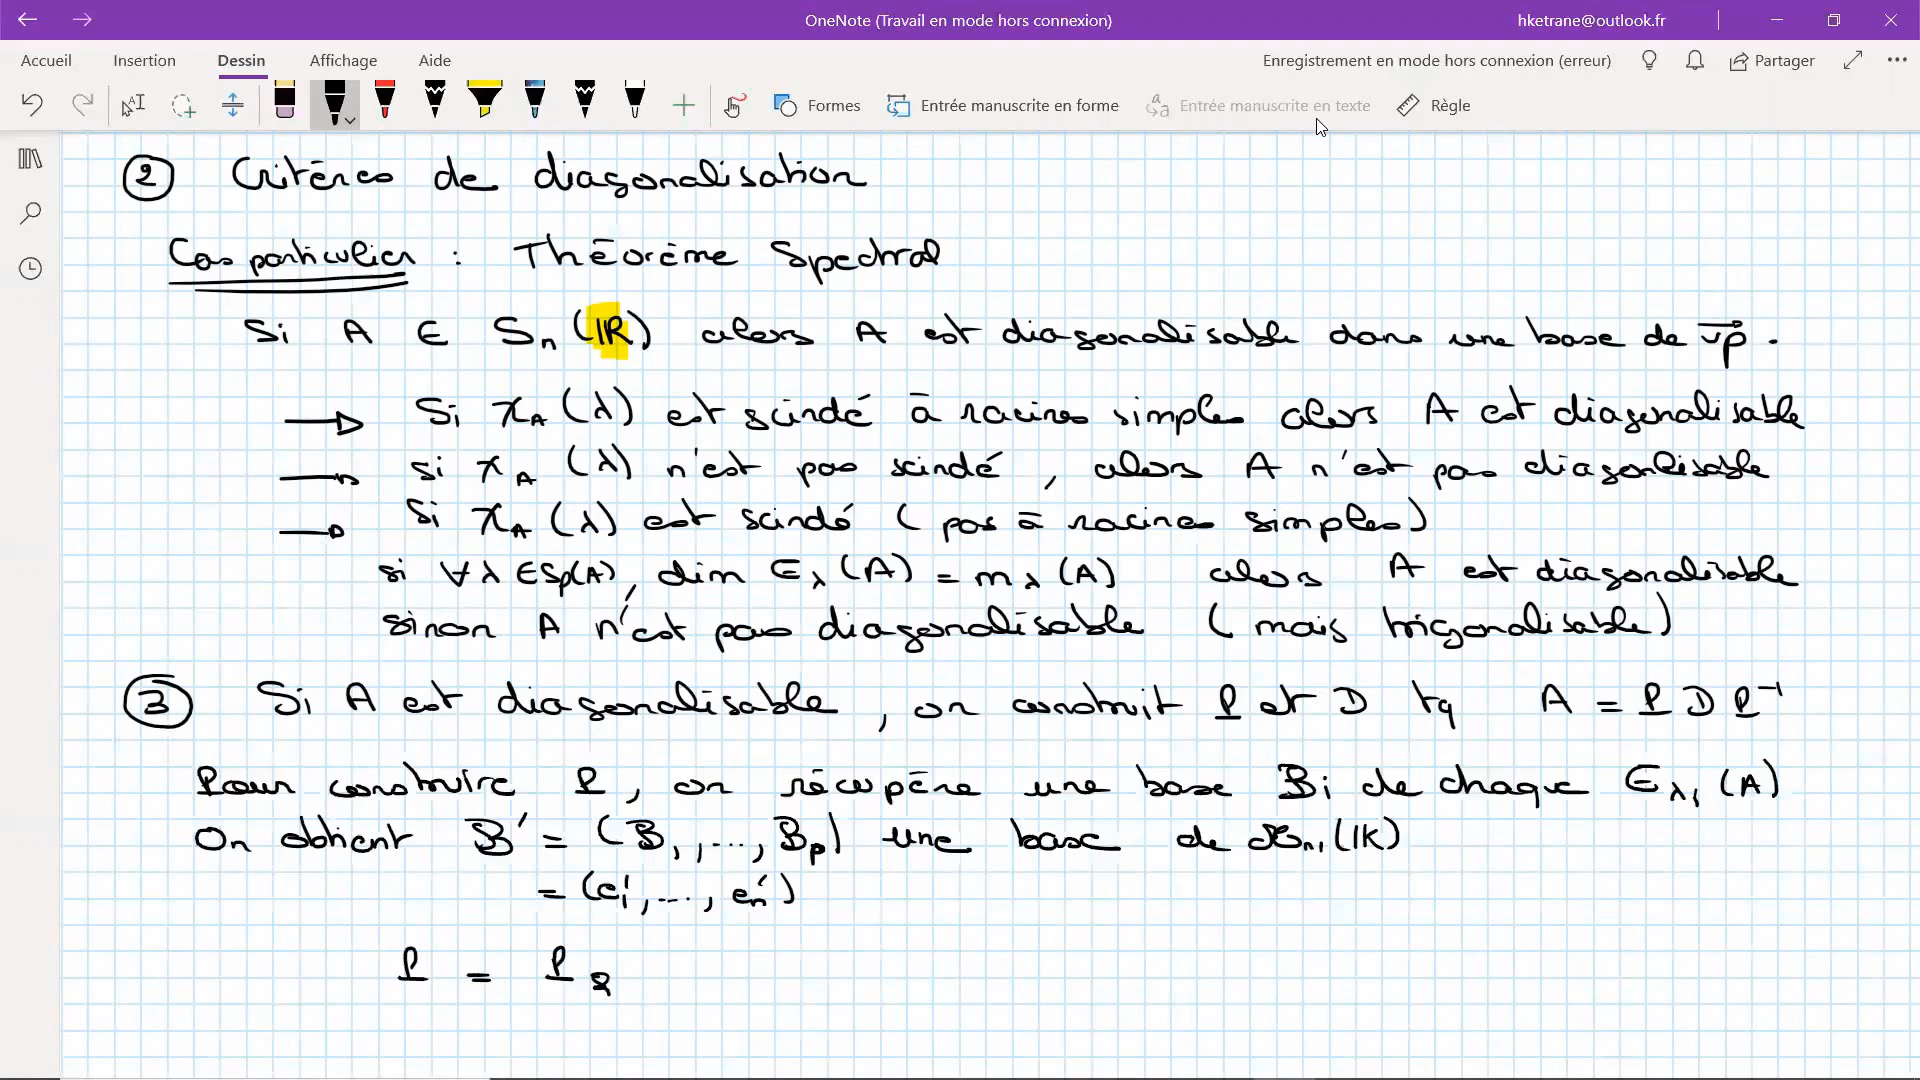 OneNote (Travail en mode hors connexion)
hketrane@outlook.fr
Accueil Insertion Dessin Affichage Aide
Enregistrement en mode hors connexion (erreur)
Partager
Formes
Entrée manuscrite en forme
Entrée manuscrite en texte
Règle
② Critères de diagonalisation
Cas particulier : Théorème Spectral
Si A ∈ Sn (IR) alors A est diagonalisable dans une base de vp→.
→ Si χA (λ) est scindé à racines simples alors A est diagonalisable
→ si χA (λ) n'est pas scindé, alors A n'est pas diagonalisable
→ Si χA (λ) est scindé (pas à racines simples)
si ∀ λ ∈ Sp(A), dim Eλ (A) = mλ (A) alors A est diagonalisable
sinon A n'est pas diagonalisable (mais trigonalisable)
③ Si A est diagonalisable, on construit P et D tq A = P D P⁻¹
Pour construire P, on récupère une base Bi de chaque Eλi (A)
On obtient B' = (B1, ..., Bp) une base de Mn,1 (IK)
= (e1', ..., en')
P = P